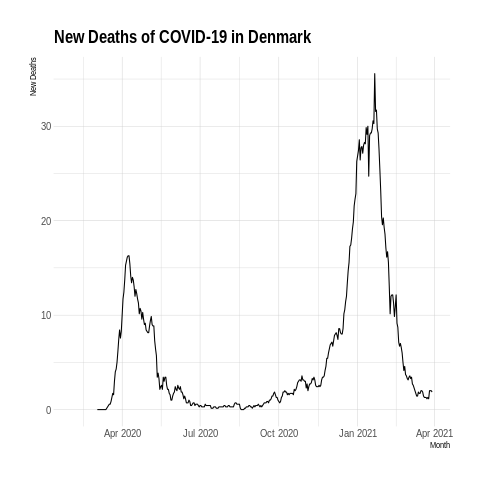 New Deaths of COVID-19 in Denmark
New Deaths
30
20
10
0
Apr 2020
Jul 2020
Oct 2020
Jan 2021
Apr 2021
Month